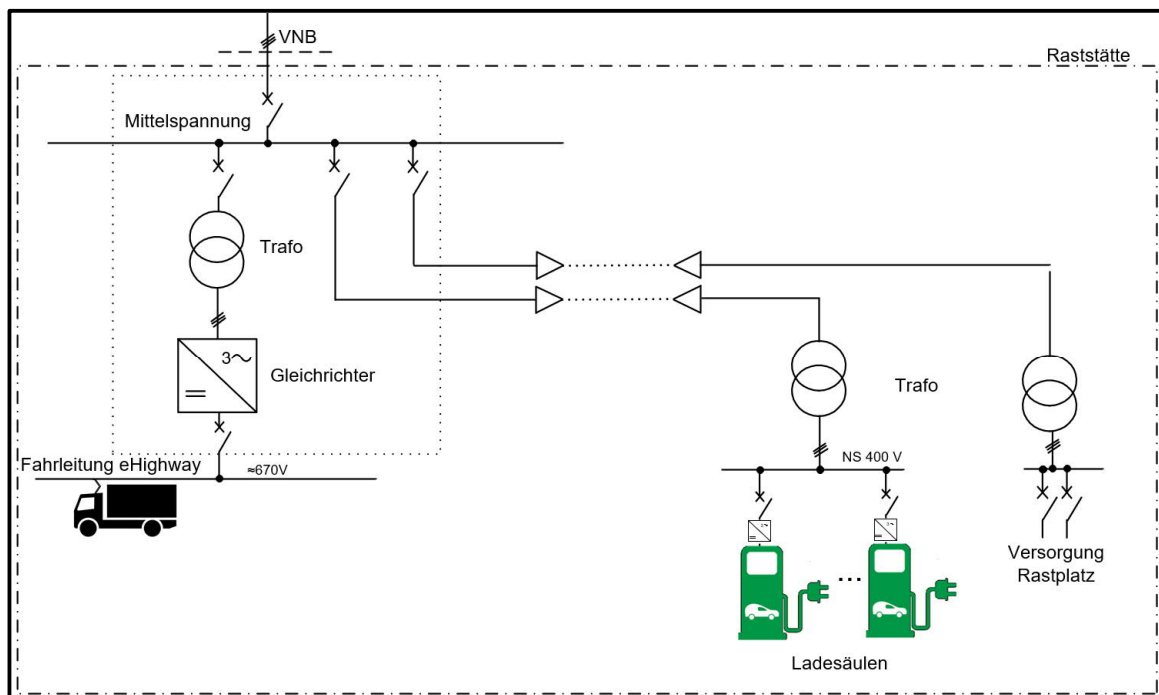 VNB
Raststätte
Mittelspannung
Trafo
3
Gleichrichter
Fahrleitung eHighway
≈670V
Trafo
NS 400 V
Versorgung
Rastplatz
...
Ladesäulen